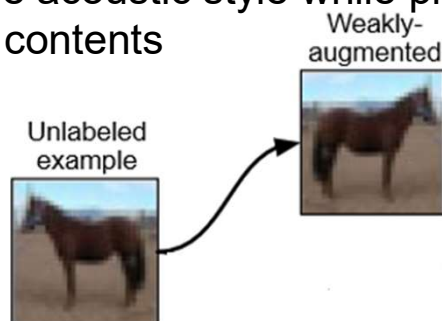 acoustic style while
contents
Weakly-
augmented
Unlabeled
example